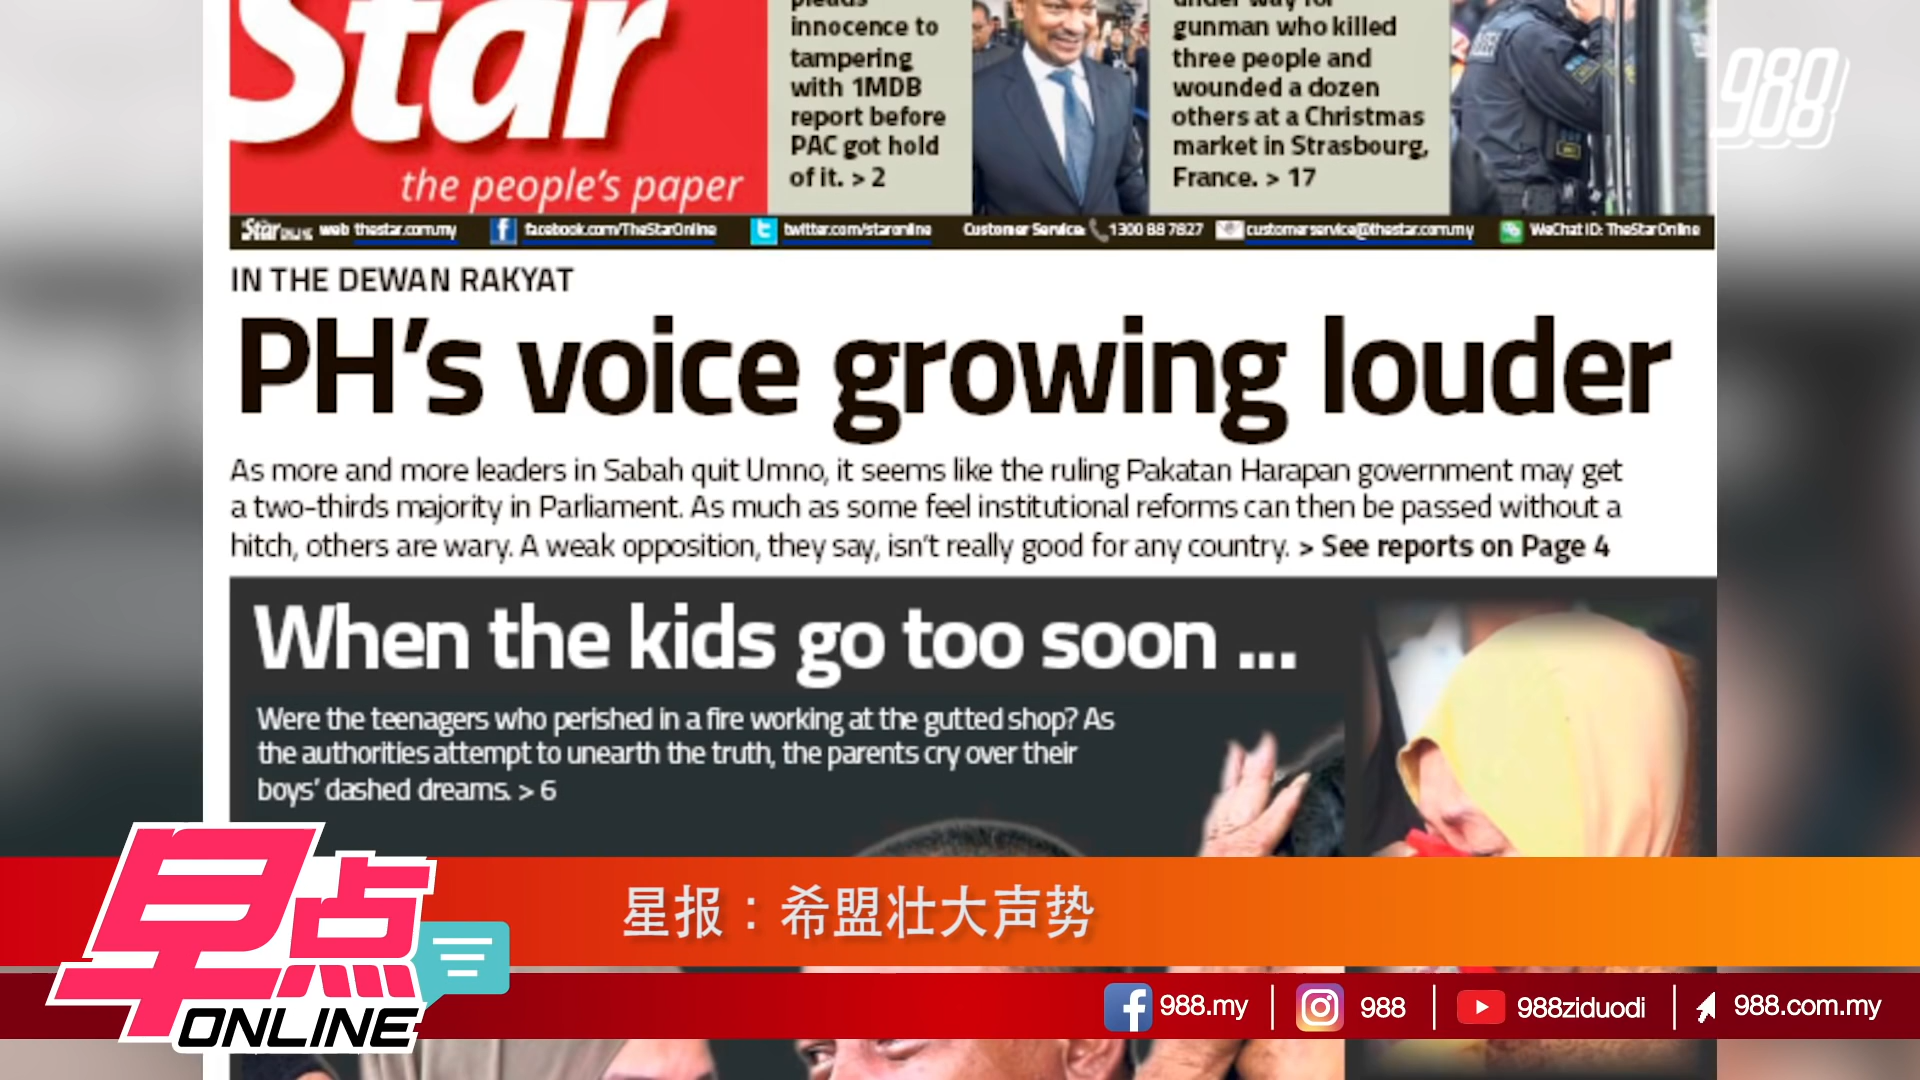 Star
the people's paper
innocence to
tampering
with 1MDB
report before
PAC got hold
of it. > 2
gunman who killed
three people and
wounded a dozen
others at a Christmas
market in Strasbourg,
France. > 17
988
Star web thestar.com.my facebook.com/TheStarOnline twitter.com/staronline Customer Service: 1300 88 7827 customerservice@thestar.com.my WeChat ID: TheStarOnline
IN THE DEWAN RAKYAT
PH's voice growing louder
As more and more leaders in Sabah quit Umno, it seems like the ruling Pakatan Harapan government may get
a two-thirds majority in Parliament. As much as some feel institutional reforms can then be passed without a
hitch, others are wary. A weak opposition, they say, isn't really good for any country. > See reports on Page 4
When the kids go too soon ...
Were the teenagers who perished in a fire working at the gutted shop? As
the authorities attempt to unearth the truth, the parents cry over their
boys' dashed dreams. > 6
早点
ONLINE
星报：希盟壮大声势
988.my 988 988ziduodi 988.com.my